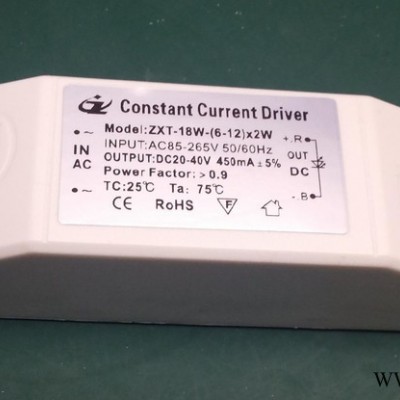 Constant Current Driver
Model:ZXT-18W-(6-12)x2W
INPUT:AC85-265V 50/60Hz
OUTPUT:DC20-40V 450mA ± 5%
Power Factor: >0.9
TC:25℃ Ta: 75℃
CE RoHS F
IN
AC
+.R
OUT
DC
-.B